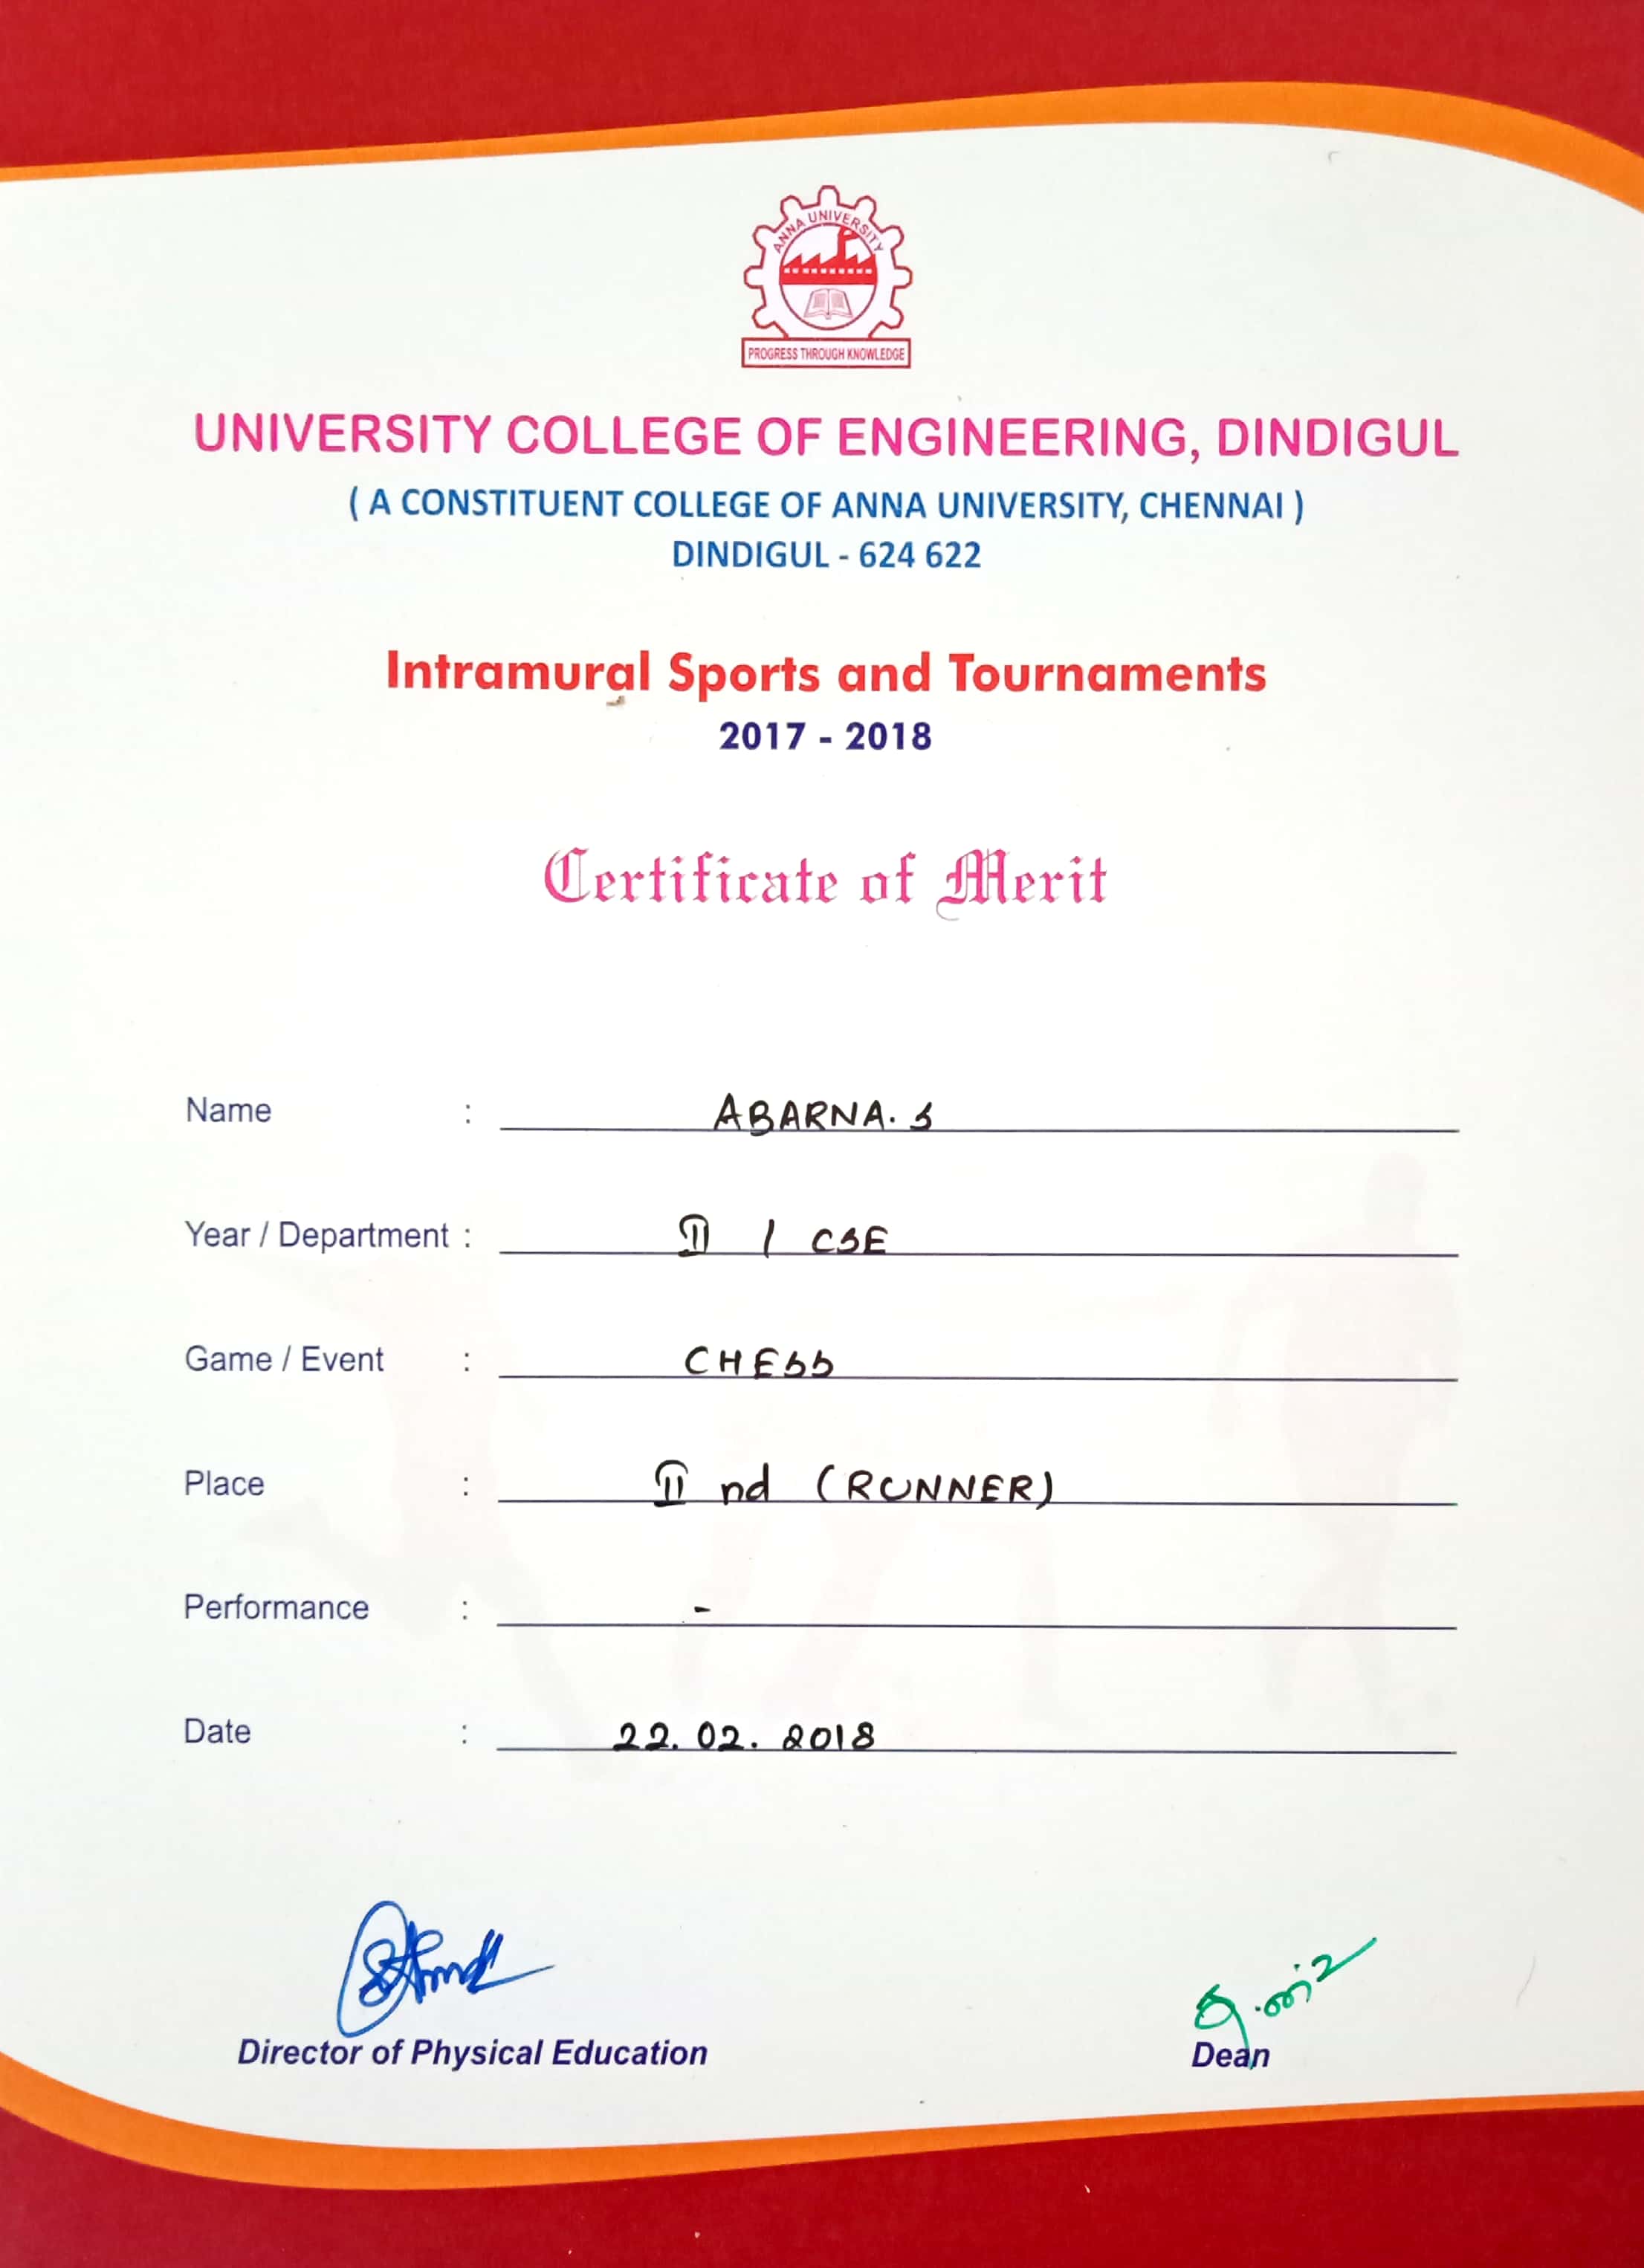 ANNA UNIVERSITY
PROGRESS THROUGH KNOWLEDGE
UNIVERSITY COLLEGE OF ENGINEERING, DINDIGUL
( A CONSTITUENT COLLEGE OF ANNA UNIVERSITY, CHENNAI )
DINDIGUL - 624 622
Intramural Sports and Tournaments
2017 - 2018
Certificate of Merit
Name : ABARNA. S
Year / Department : II / CSE
Game / Event : CHESS
Place : II nd (RUNNER)
Performance : -
Date : 22. 02. 2018
Director of Physical Education Dean